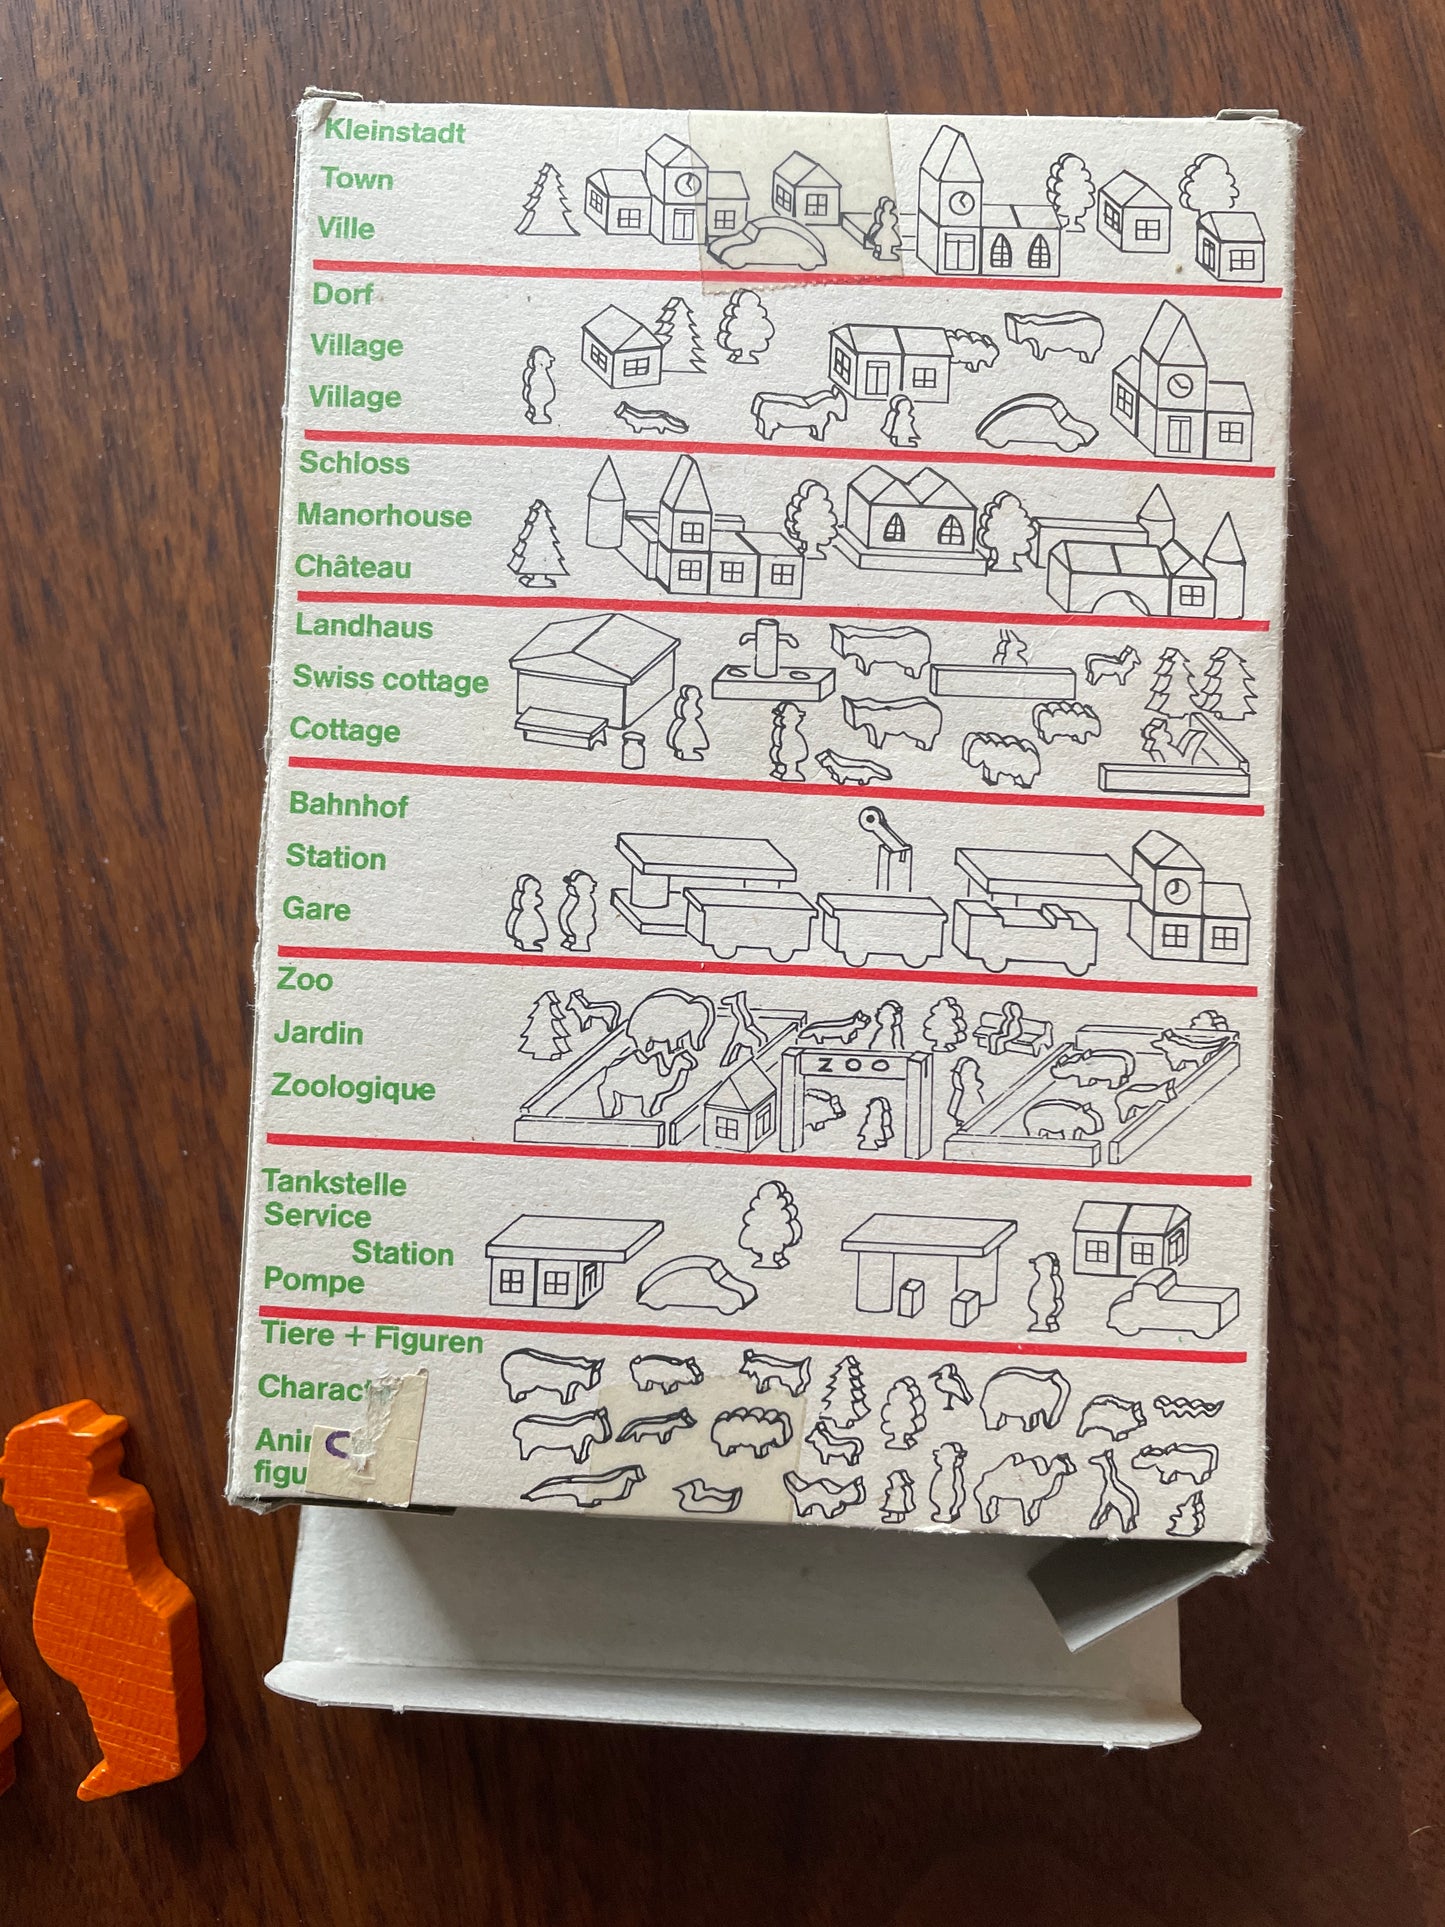 Kleinstadt
Town
Ville
Dorf
Village
Village
Schloss
Manorhouse
Château
Landhaus
Swiss cottage
Cottage
Bahnhof
Station
Gare
Zoo
Jardin
Zoologique
ZOO
Tankstelle
Service
Station
Pompe
Tiere + Figuren